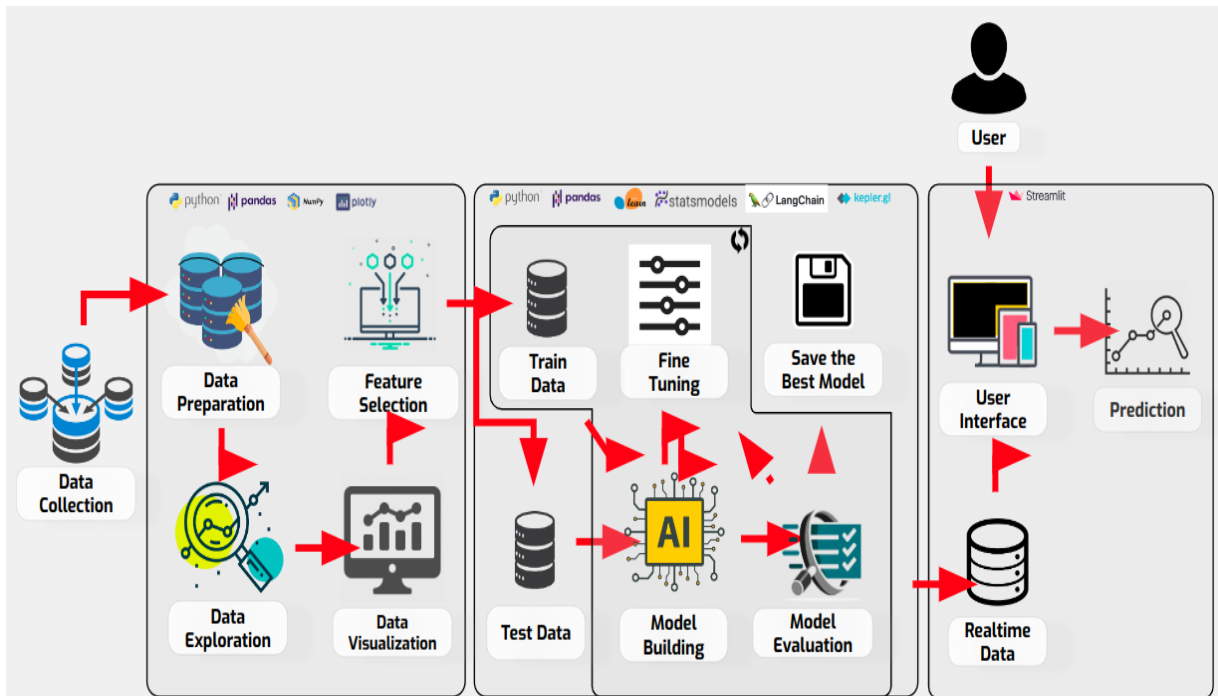 User
python pandas NumPy plotly
python pandas learn statsmodels LangChain kepler.gl
Streamlit
Data
Preparation
Feature
Selection
Train
Data
Fine
Tuning
Save the
Best Model
User
Interface
Prediction
Data
Collection
AI
Data
Exploration
Data
Visualization
Test Data
Model
Building
Model
Evaluation
Realtime
Data